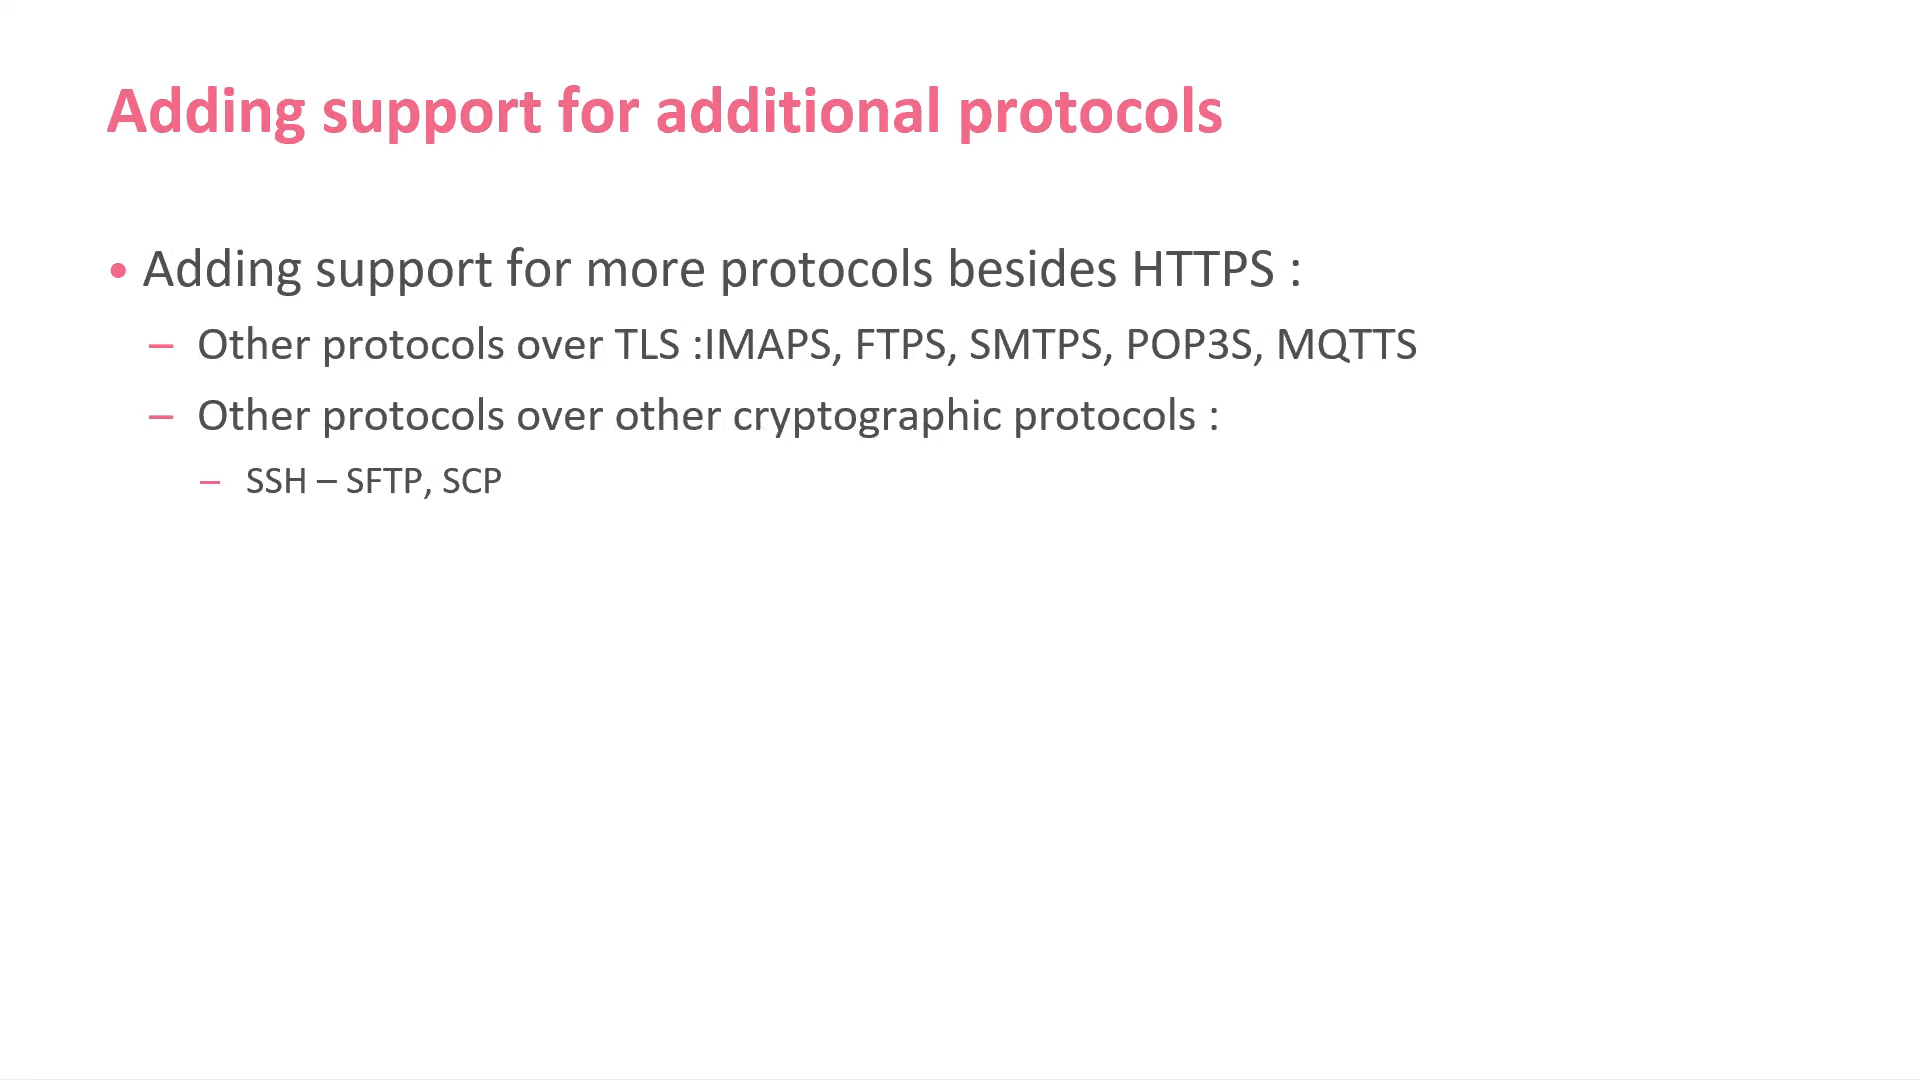 Adding support for additional protocols
• Adding support for more protocols besides HTTPS :
– Other protocols over TLS :IMAPS, FTPS, SMTPS, POP3S, MQTTS
– Other protocols over other cryptographic protocols :
– SSH – SFTP, SCP